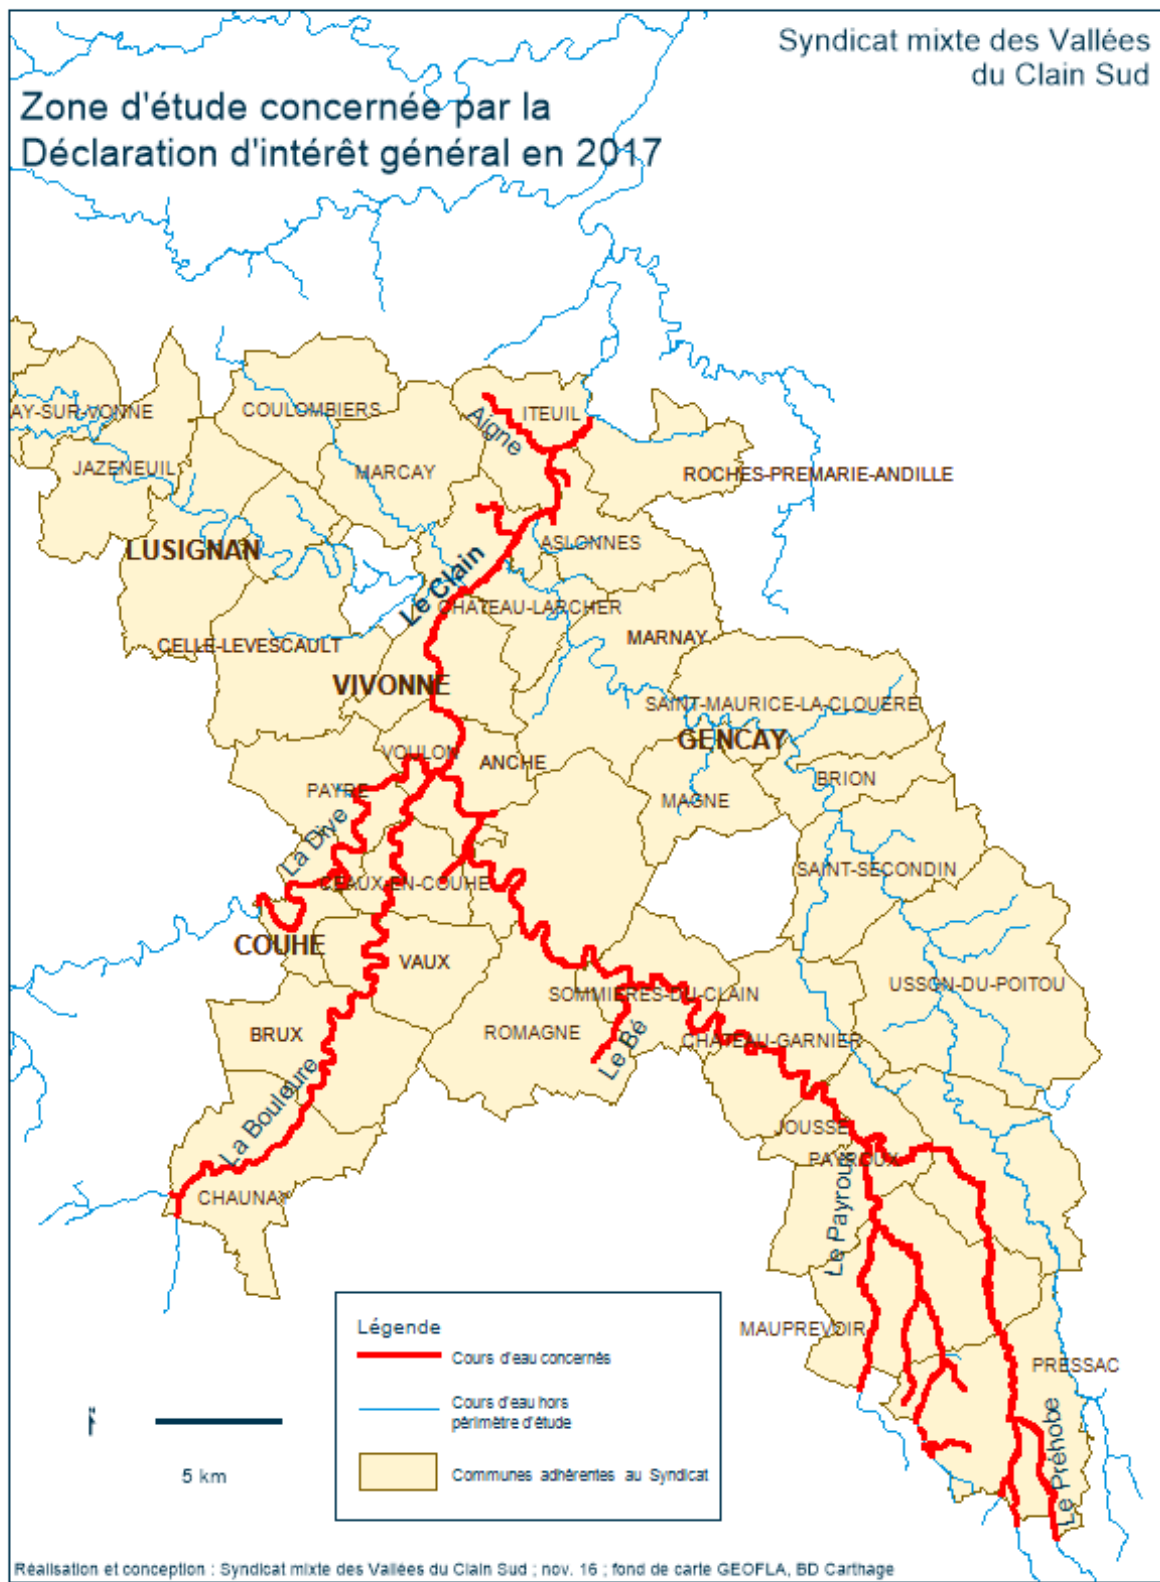 Syndicat mixte des Vallées
du Clain Sud
Zone d'étude concernée par la
Déclaration d'intérêt général en 2017
AY-SUR-VONNE
COULOMBIERS
ITEUIL
Aigne
JAZENEUIL
MARCAY
ROCHES-PREMARIE-ANDILLE
LUSIGNAN
ASLONNES
Le Clain
CHATEAU-LARCHER
CELLE-LEVESCAULT
MARNAY
VIVONNE
SAINT-MAURICE-LA-CLOUERE
GENCAY
VOULON
ANCHE
PAYRE
BRION
MAGNE
La Dive
CEAUX-EN-COUHE
SAINT-SECONDIN
COUHE
VAUX
USSON-DU-POITOU
SOMMIERES-DU-CLAIN
BRUX
ROMAGNE
Le Bé
CHATEAU-GARNIER
La Bouleure
JOUSSE
PAYROUX
CHAUNAY
Le Payroux
MAUPREVOIR
PRESSAC
Le Préhobe
Légende
Cours d'eau concernés
Cours d'eau hors
périmètre d'étude
Communes adhérentes au Syndicat
5 km
Réalisation et conception : Syndicat mixte des Vallées du Clain Sud ; nov. 16 ; fond de carte GEOFLA, BD Carthage